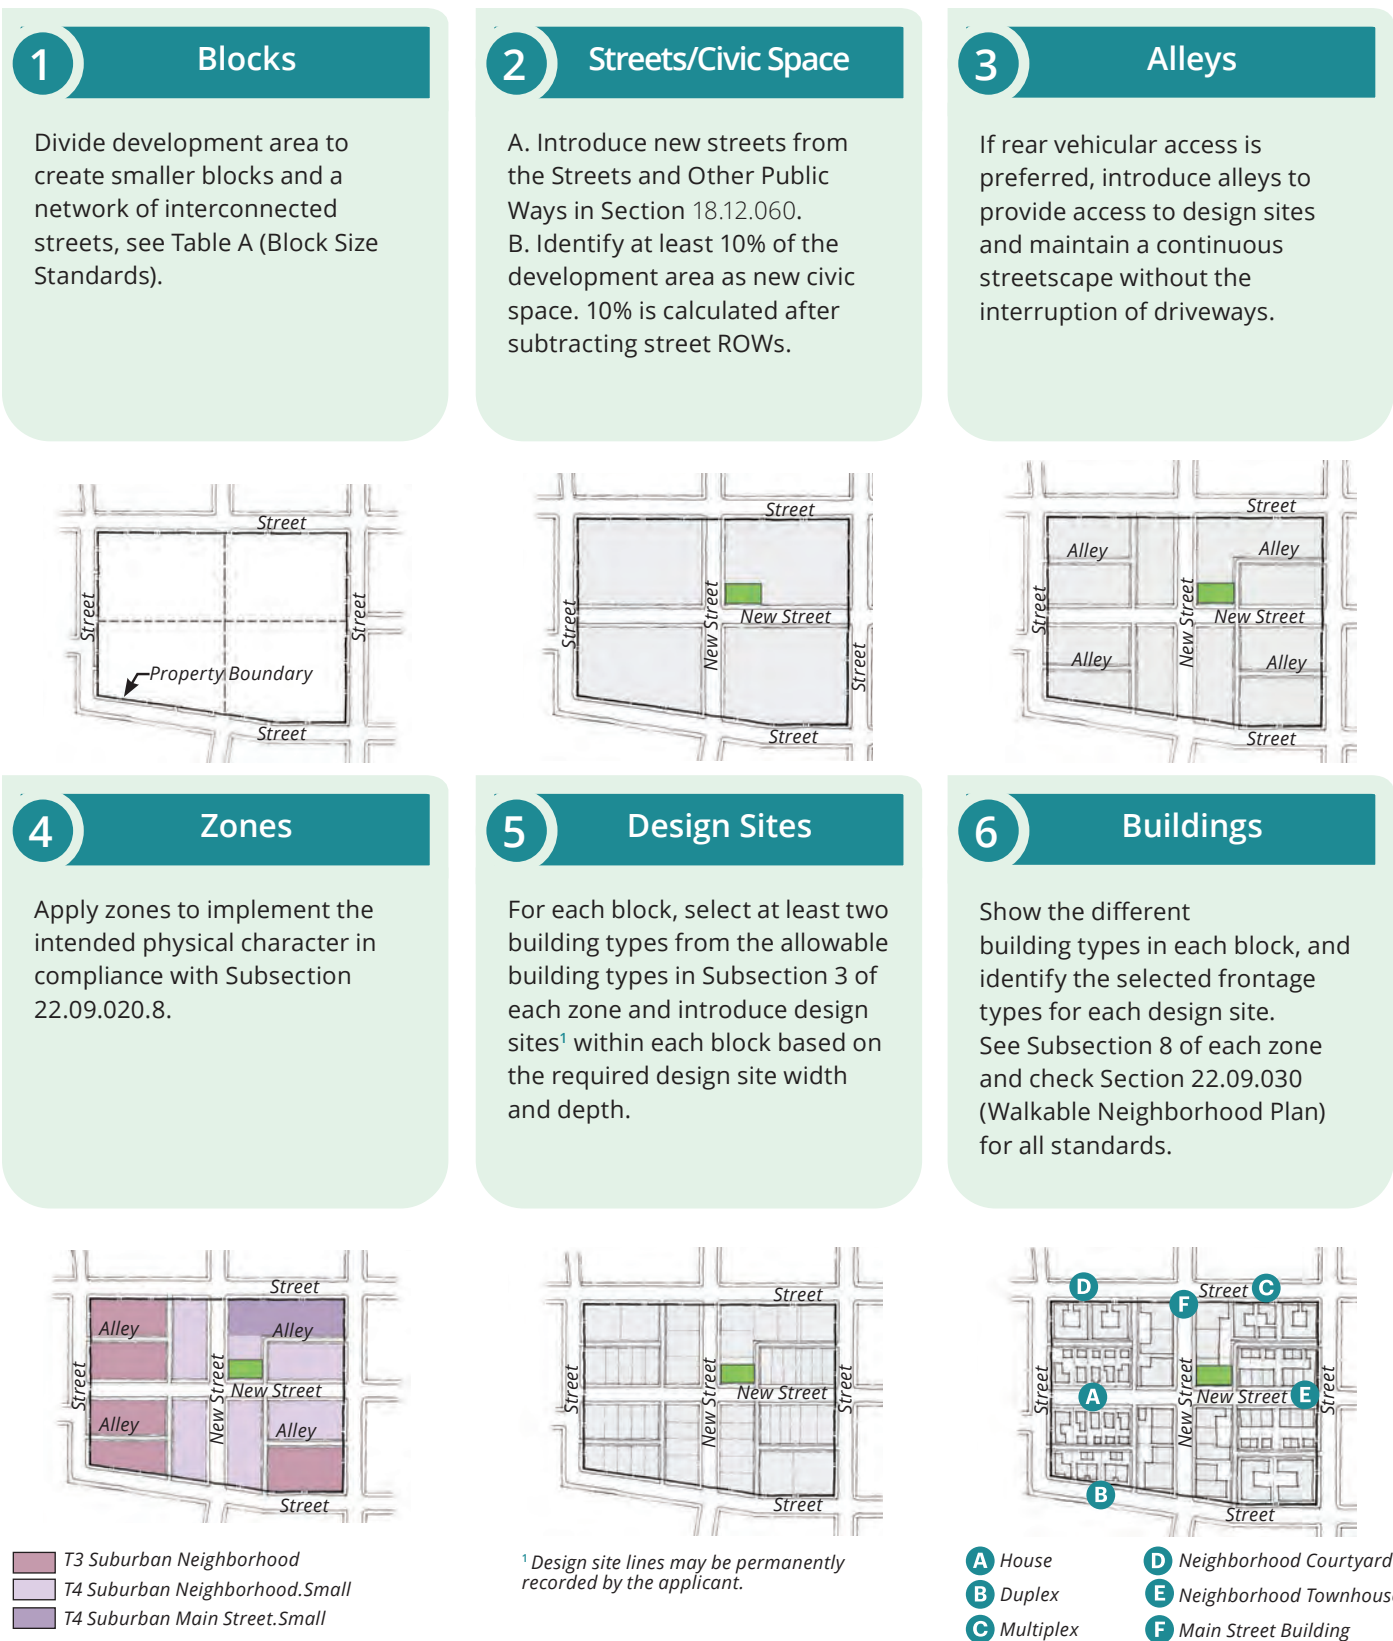 1
Blocks
Divide development area to
create smaller blocks and a
network of interconnected
streets, see Table A (Block Size
Standards).
2
Streets/Civic Space
A. Introduce new streets from
the Streets and Other Public
Ways in Section 18.12.060.
B. Identify at least 10% of the
development area as new civic
space. 10% is calculated after
subtracting street ROWs.
3
Alleys
If rear vehicular access is
preferred, introduce alleys to
provide access to design sites
and maintain a continuous
streetscape without the
interruption of driveways.
Street
Street
Street
Property Boundary
Street
Street
Street
New Street
New Street
Street
Street
Street
Alley
Alley
Street
New Street
New Street
Alley
Alley
Street
4
Zones
Apply zones to implement the
intended physical character in
compliance with Subsection
22.09.020.8.
5
Design Sites
For each block, select at least two
building types from the allowable
building types in Subsection 3 of
each zone and introduce design
sites¹ within each block based on
the required design site width
and depth.
6
Buildings
Show the different
building types in each block, and
identify the selected frontage
types for each design site.
See Subsection 8 of each zone
and check Section 22.09.030
(Walkable Neighborhood Plan)
for all standards.
Street
Alley
Alley
Street
New Street
New Street
Alley
Alley
Street
T3 Suburban Neighborhood
T4 Suburban Neighborhood.Small
T4 Suburban Main Street.Small
Street
Street
New Street
New Street
Street
Street
¹ Design site lines may be permanently
recorded by the applicant.
D
F
Street
C
Street
A
New Street
New Street
E
Street
B
Street
A House
B Duplex
C Multiplex
D Neighborhood Courtyard
E Neighborhood Townhouse
F Main Street Building